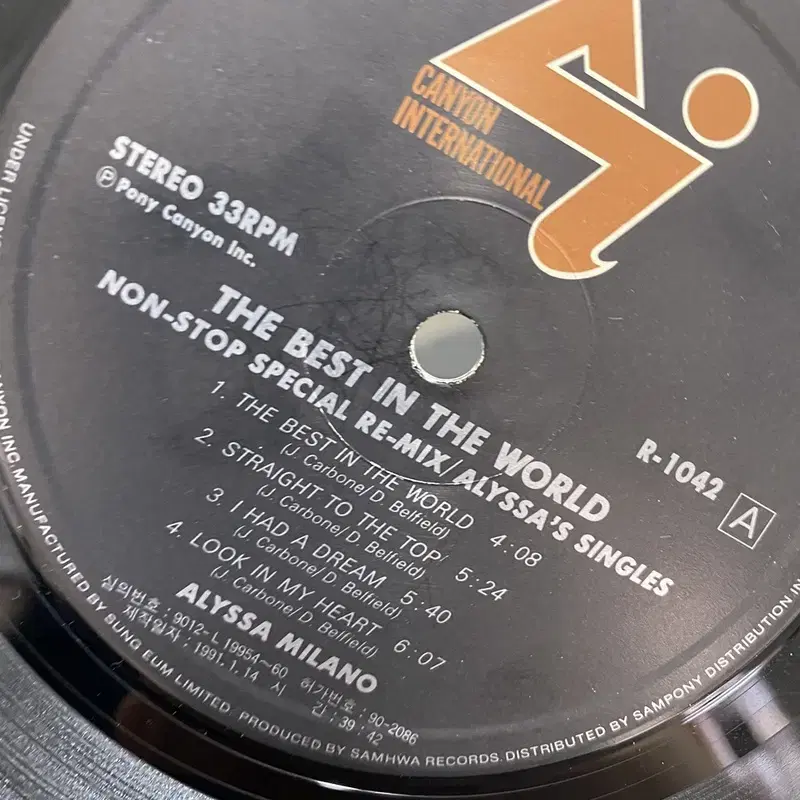 CANYON
INTERNATIONAL
STEREO 33RPM
Ⓟ Pony Canyon Inc.
THE BEST IN THE WORLD
NON-STOP SPECIAL RE-MIX/ALYSSA'S SINGLES
R-1042 A
1. THE BEST IN THE WORLD 4:08
(J. Carbone/D. Belfield)
2. STRAIGHT TO THE TOP 5:24
(J. Carbone/D. Belfield)
3. I HAD A DREAM 5:40
(J. Carbone/D. Belfield)
4. LOOK IN MY HEART 6:07
(J. Carbone/D. Belfield)
ALYSSA MILANO
심의번호 : 9012-L 19954~60 허가번호 : 90-2086
제작일자 : 1991.1.14 시 간 : 39 : 42
UNDER LICENS
ANYON INC. MANUFACTURED BY SUNG EUM LIMITED. PRODUCED BY SAMHWA RECORDS. DISTRIBUTED BY SAMPONY DISTRIBUTION IN